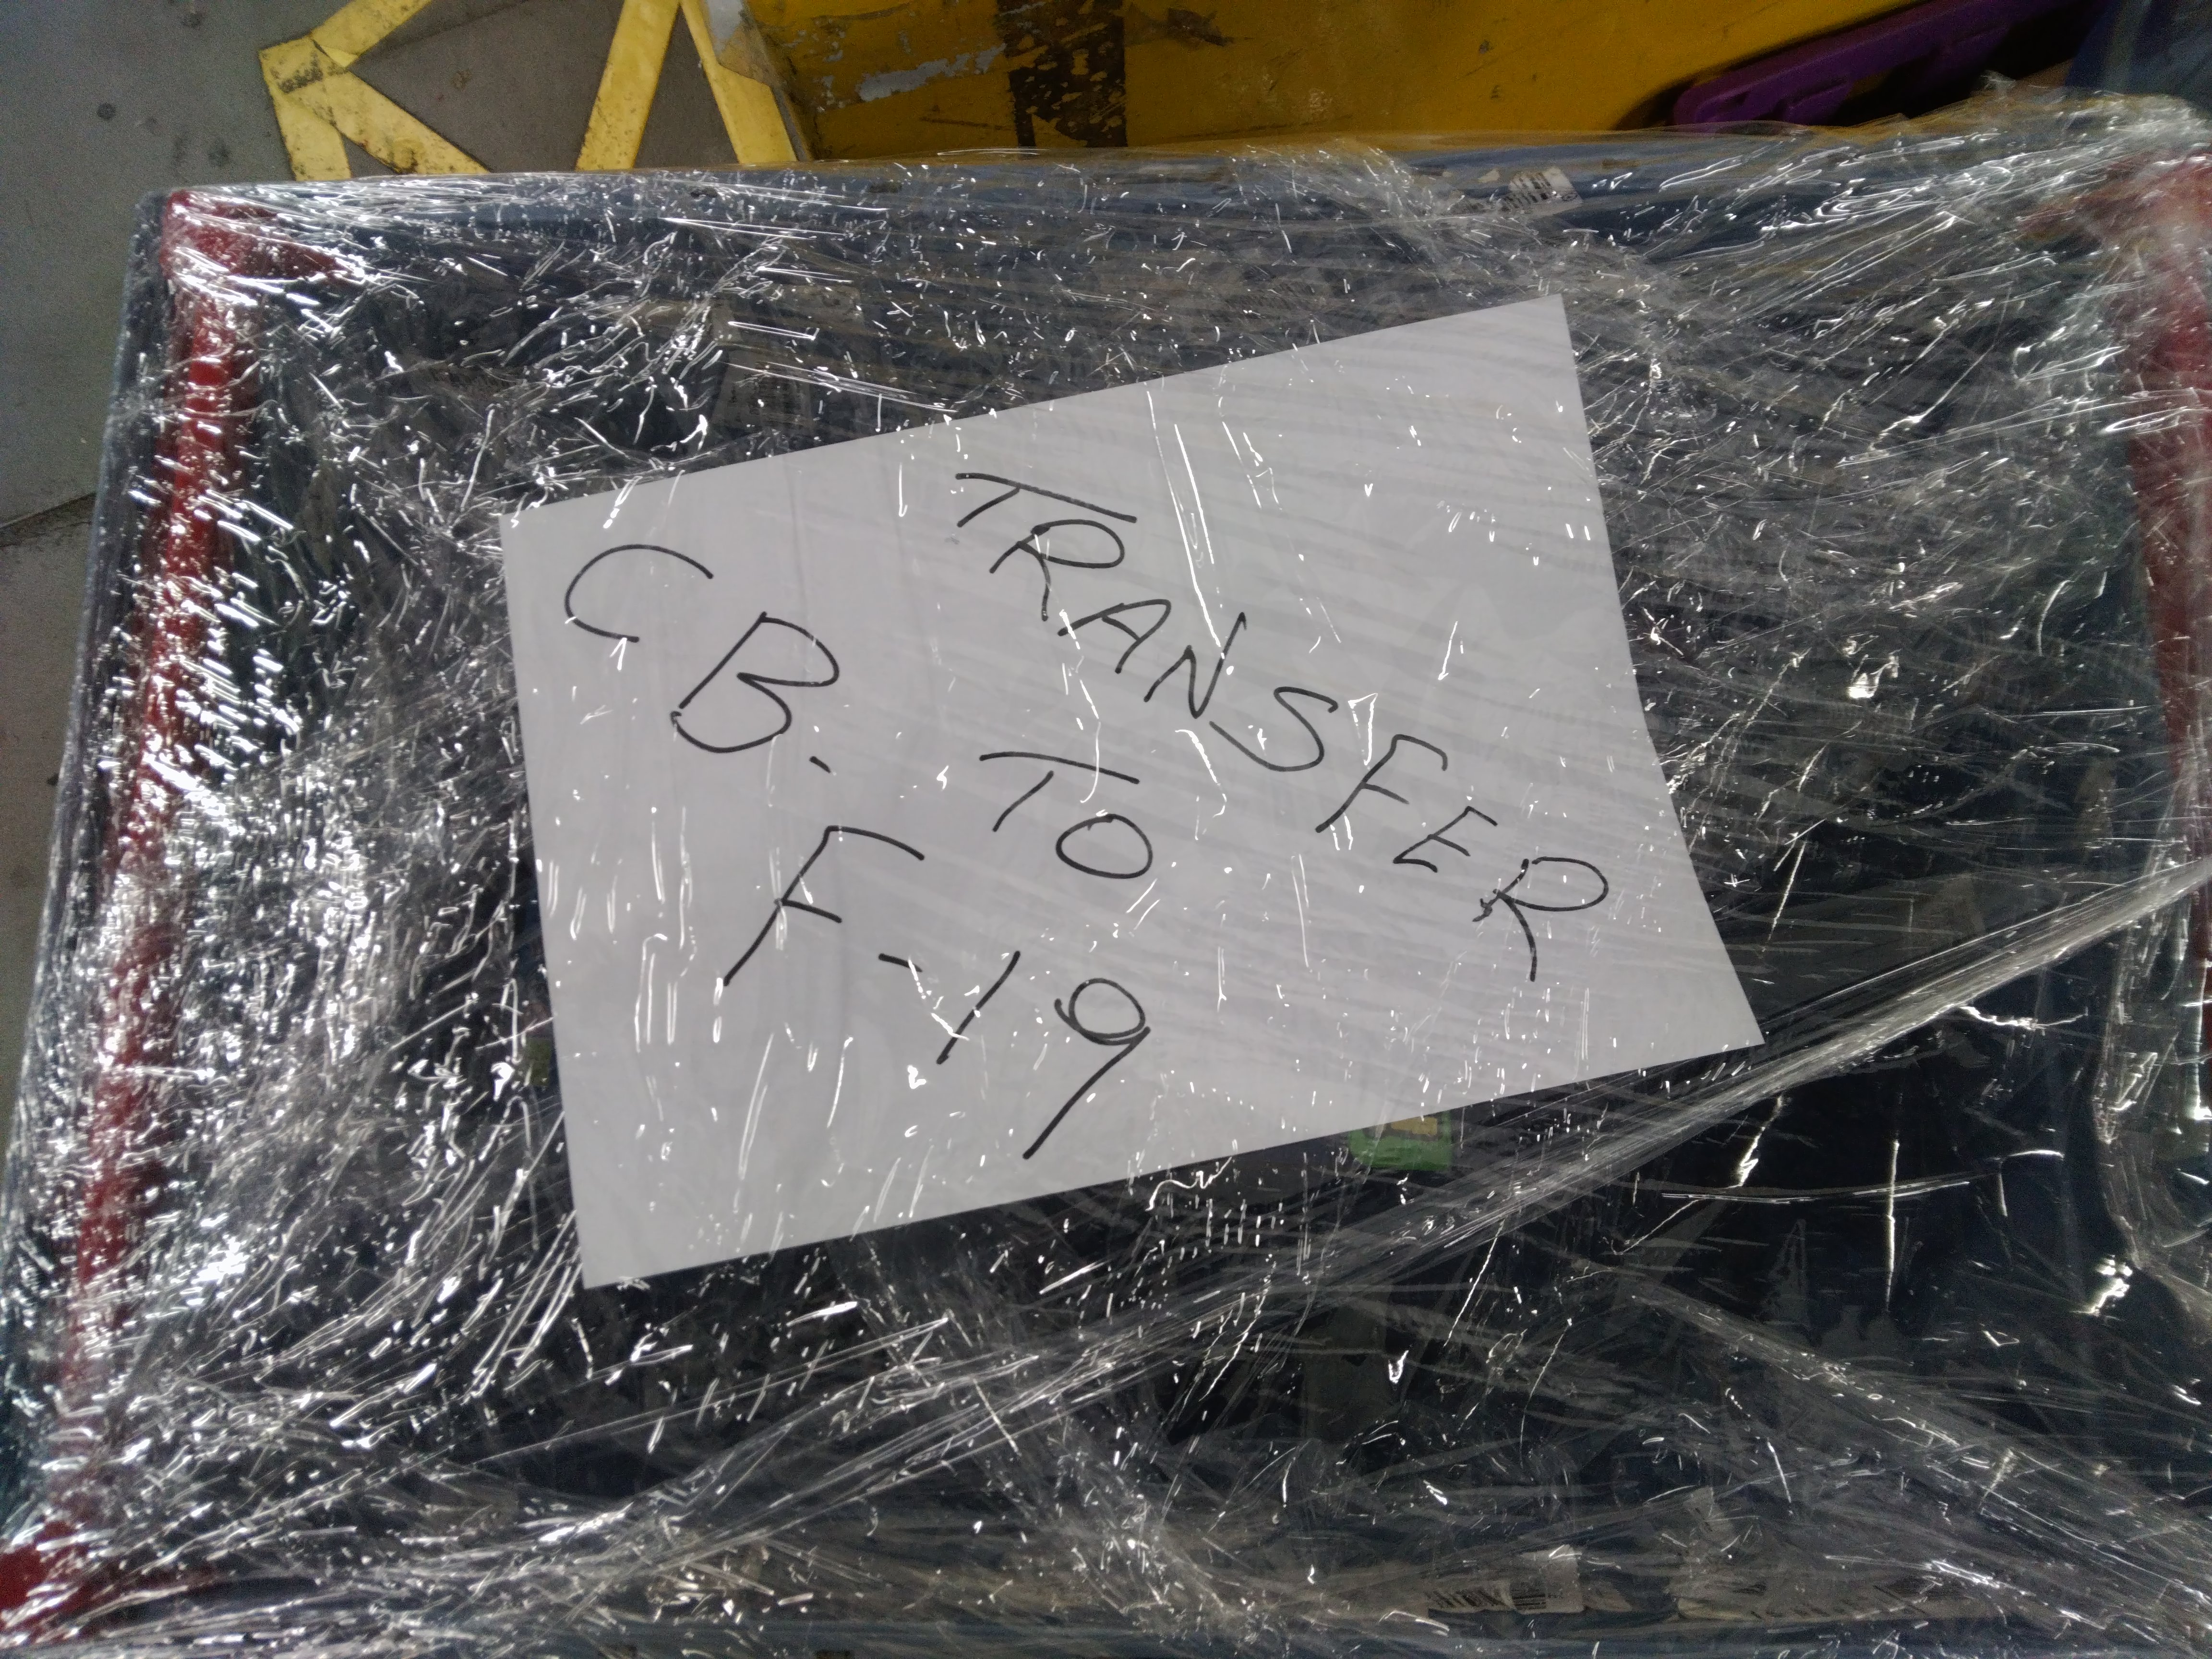 TRANSFER
CB. TO
F-19